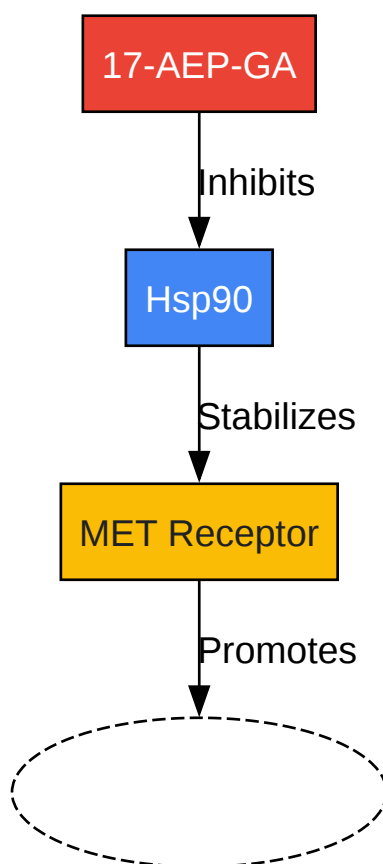 17-AEP-GA
Inhibits
Hsp90
Stabilizes
MET Receptor
Promotes